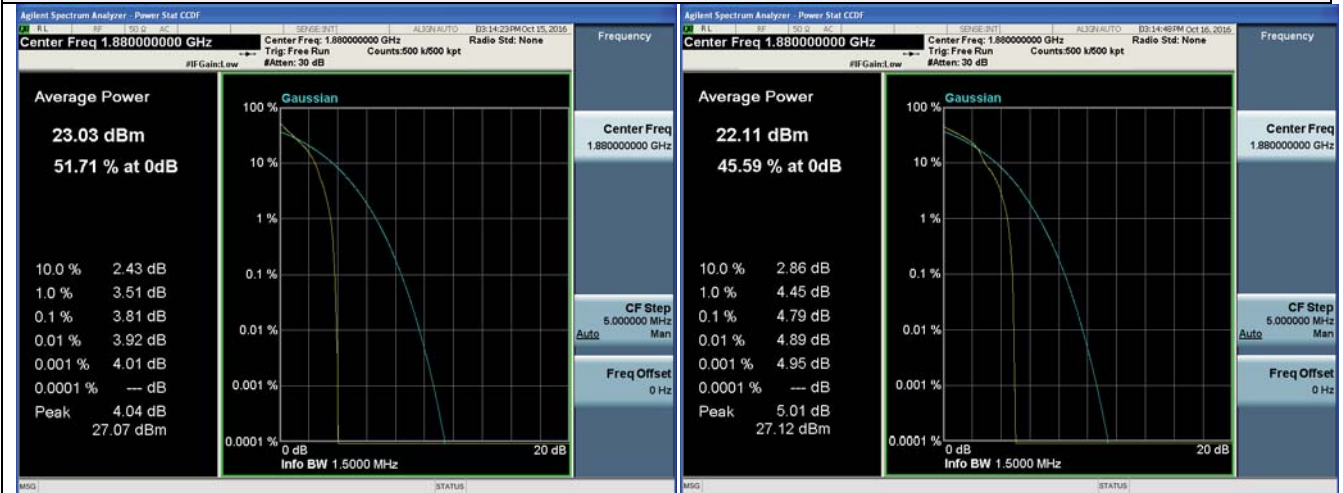 Agilent Spectrum Analyzer - Power Stat CCDF
RL RF 50 Ω AC SENSE:INT ALIGN AUTO 03:14:23 PM Oct 15, 2016
Center Freq 1.880000000 GHz
Center Freq: 1.880000000 GHz Radio Std: None
Trig: Free Run Counts:500 k/500 kpt
#IFGain:Low #Atten: 30 dB
Frequency
Average Power
23.03 dBm
51.71 % at 0dB
10.0 % 2.43 dB
1.0 % 3.51 dB
0.1 % 3.81 dB
0.01 % 3.92 dB
0.001 % 4.01 dB
0.0001 % --- dB
Peak 4.04 dB
27.07 dBm
Gaussian
100 %
10 %
1 %
0.1 %
0.01 %
0.001 %
0.0001 %
0 dB 20 dB
Info BW 1.5000 MHz
Center Freq
1.880000000 GHz
CF Step
5.000000 MHz
Auto Man
Freq Offset
0 Hz
MSG STATUS
Agilent Spectrum Analyzer - Power Stat CCDF
RL RF 50 Ω AC SENSE:INT ALIGN AUTO 03:14:48 PM Oct 16, 2016
Center Freq 1.880000000 GHz
Center Freq: 1.880000000 GHz Radio Std: None
Trig: Free Run Counts:500 k/500 kpt
#IFGain:Low #Atten: 30 dB
Frequency
Average Power
22.11 dBm
45.59 % at 0dB
10.0 % 2.86 dB
1.0 % 4.45 dB
0.1 % 4.79 dB
0.01 % 4.89 dB
0.001 % 4.95 dB
0.0001 % --- dB
Peak 5.01 dB
27.12 dBm
Gaussian
100 %
10 %
1 %
0.1 %
0.01 %
0.001 %
0.0001 %
0 dB 20 dB
Info BW 1.5000 MHz
Center Freq
1.880000000 GHz
CF Step
5.000000 MHz
Auto Man
Freq Offset
0 Hz
MSG STATUS